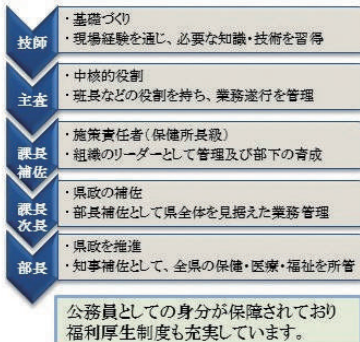 技師
・基礎づくり
・現場経験を通じ、必要な知識・技術を習得
主査
・中核的役割
・班長などの役割を持ち、業務遂行を管理
課長
補佐
・施策責任者（保健所長級）
・組織のリーダーとして管理及び部下の育成
課長
次長
・県政の補佐
・部長補佐として県全体を見据えた業務管理
部長
・県政を推進
・知事補佐として、全県の保健・医療・福祉を所管
公務員としての身分が保障されており
福利厚生制度も充実しています。